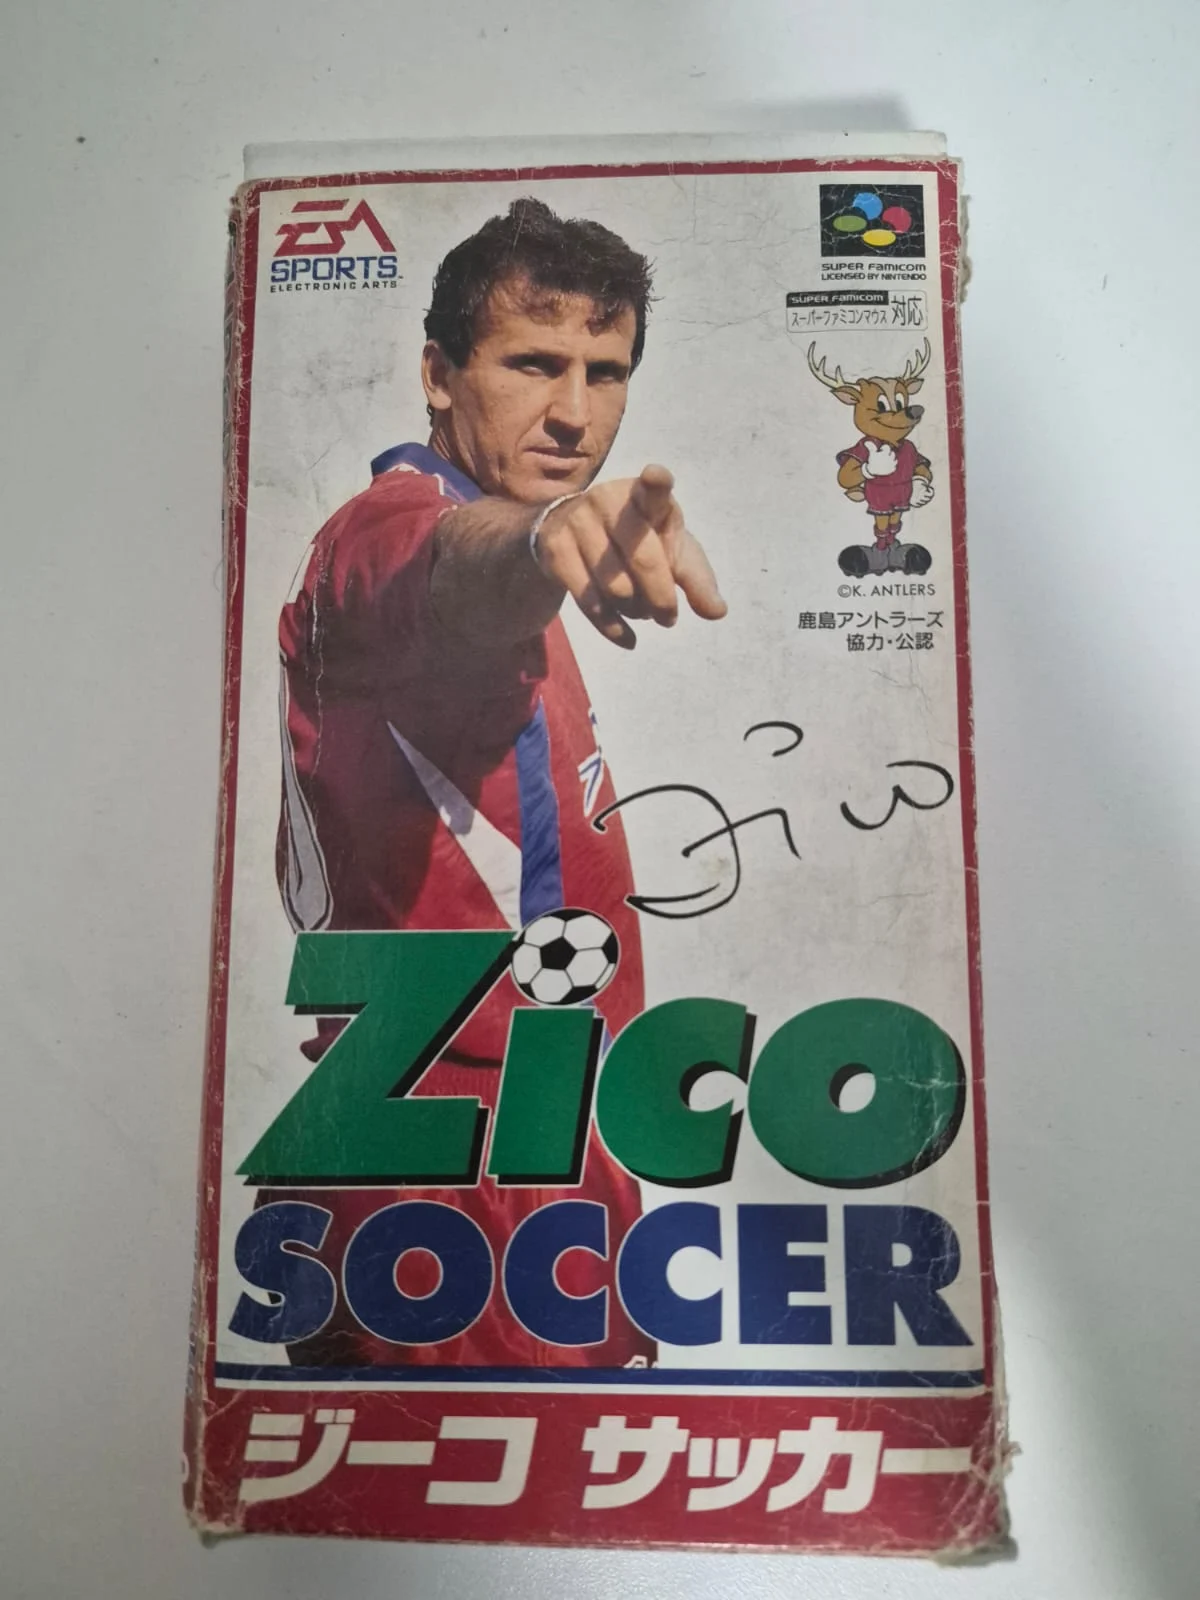 EA
SPORTS™
ELECTRONIC ARTS
SUPER FAMICOM
LICENSED BY NINTENDO
SUPER FAMICOM
スーパーファミコンマウス 対応
©K. ANTLERS
鹿島アントラーズ
協力・公認
Zico
Zico
SOCCER
ジーコ サッカー